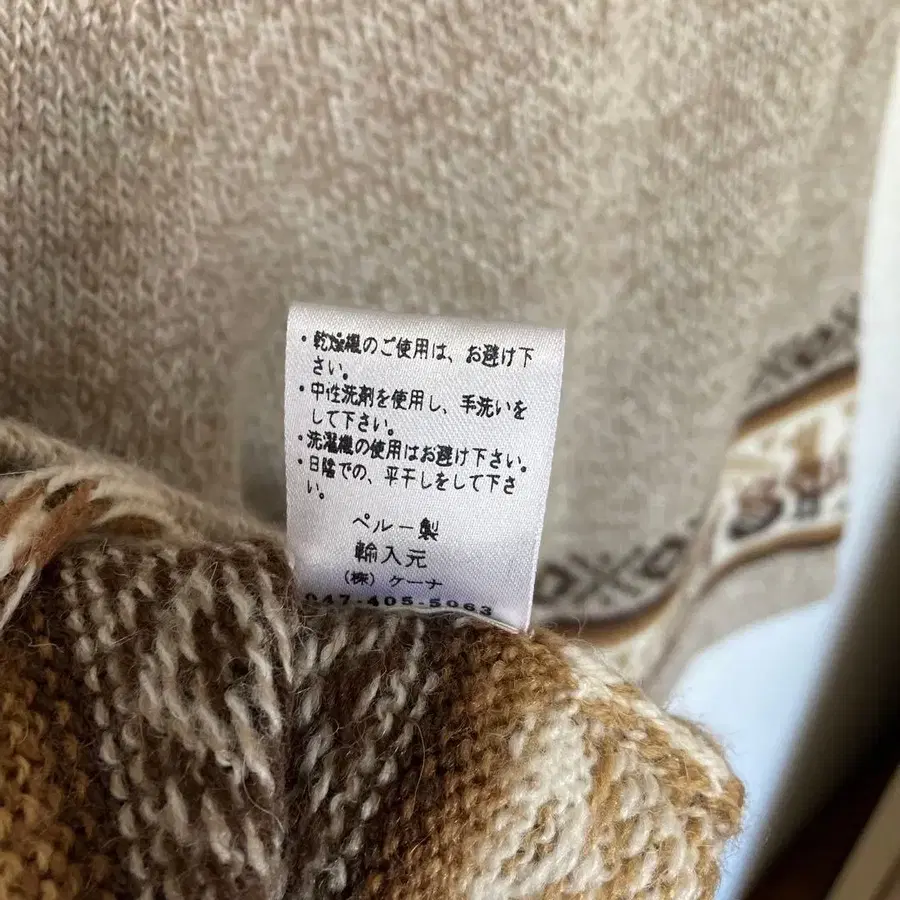 ・乾燥機のご使用は、お避け下
さい。
・中性洗剤を使用し、手洗いを
して下さい。
・洗濯機の使用はお避け下さい。
・日陰での、平干しをして下さ
い。
ペルー製
輸入元
（株）ケーナ
047-405-5063